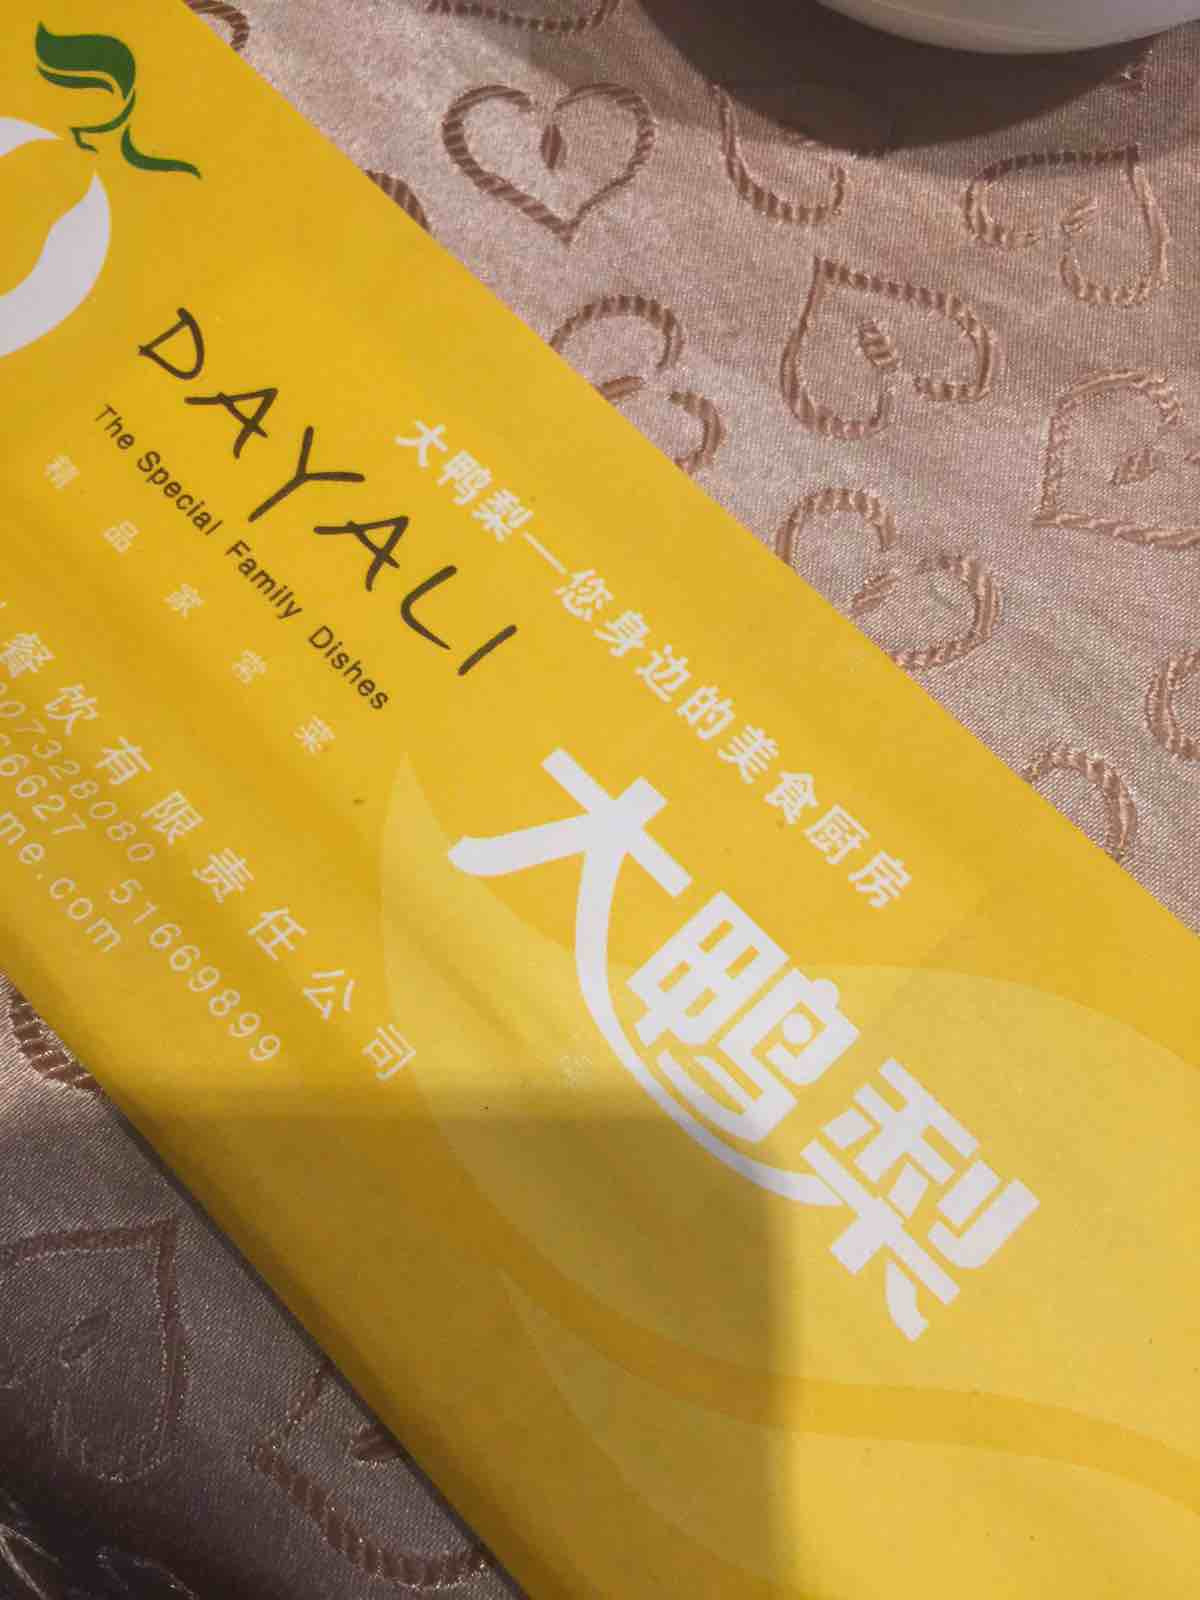 DAYALI
The Special Family Dishes
精品家常菜
大鸭梨—您身边的美食厨房
大鸭梨
餐饮有限责任公司
07328080 51669899
6627
me.com